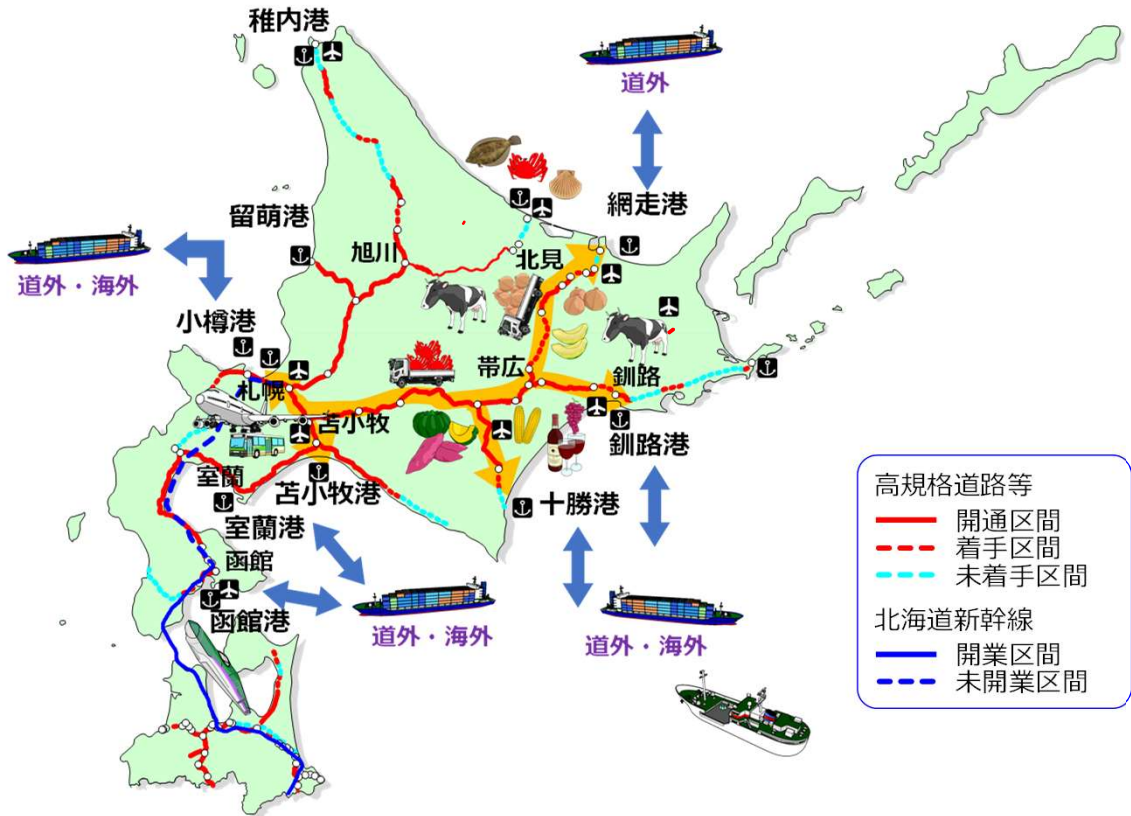 稚内港
道外
網走港
留萌港
旭川
北見
道外・海外
小樽港
札幌
帯広
釧路
苫小牧
釧路港
室蘭
苫小牧港
十勝港
室蘭港
函館
函館港
道外・海外
道外・海外
高規格道路等
開通区間
着手区間
未着手区間
北海道新幹線
開業区間
未開業区間